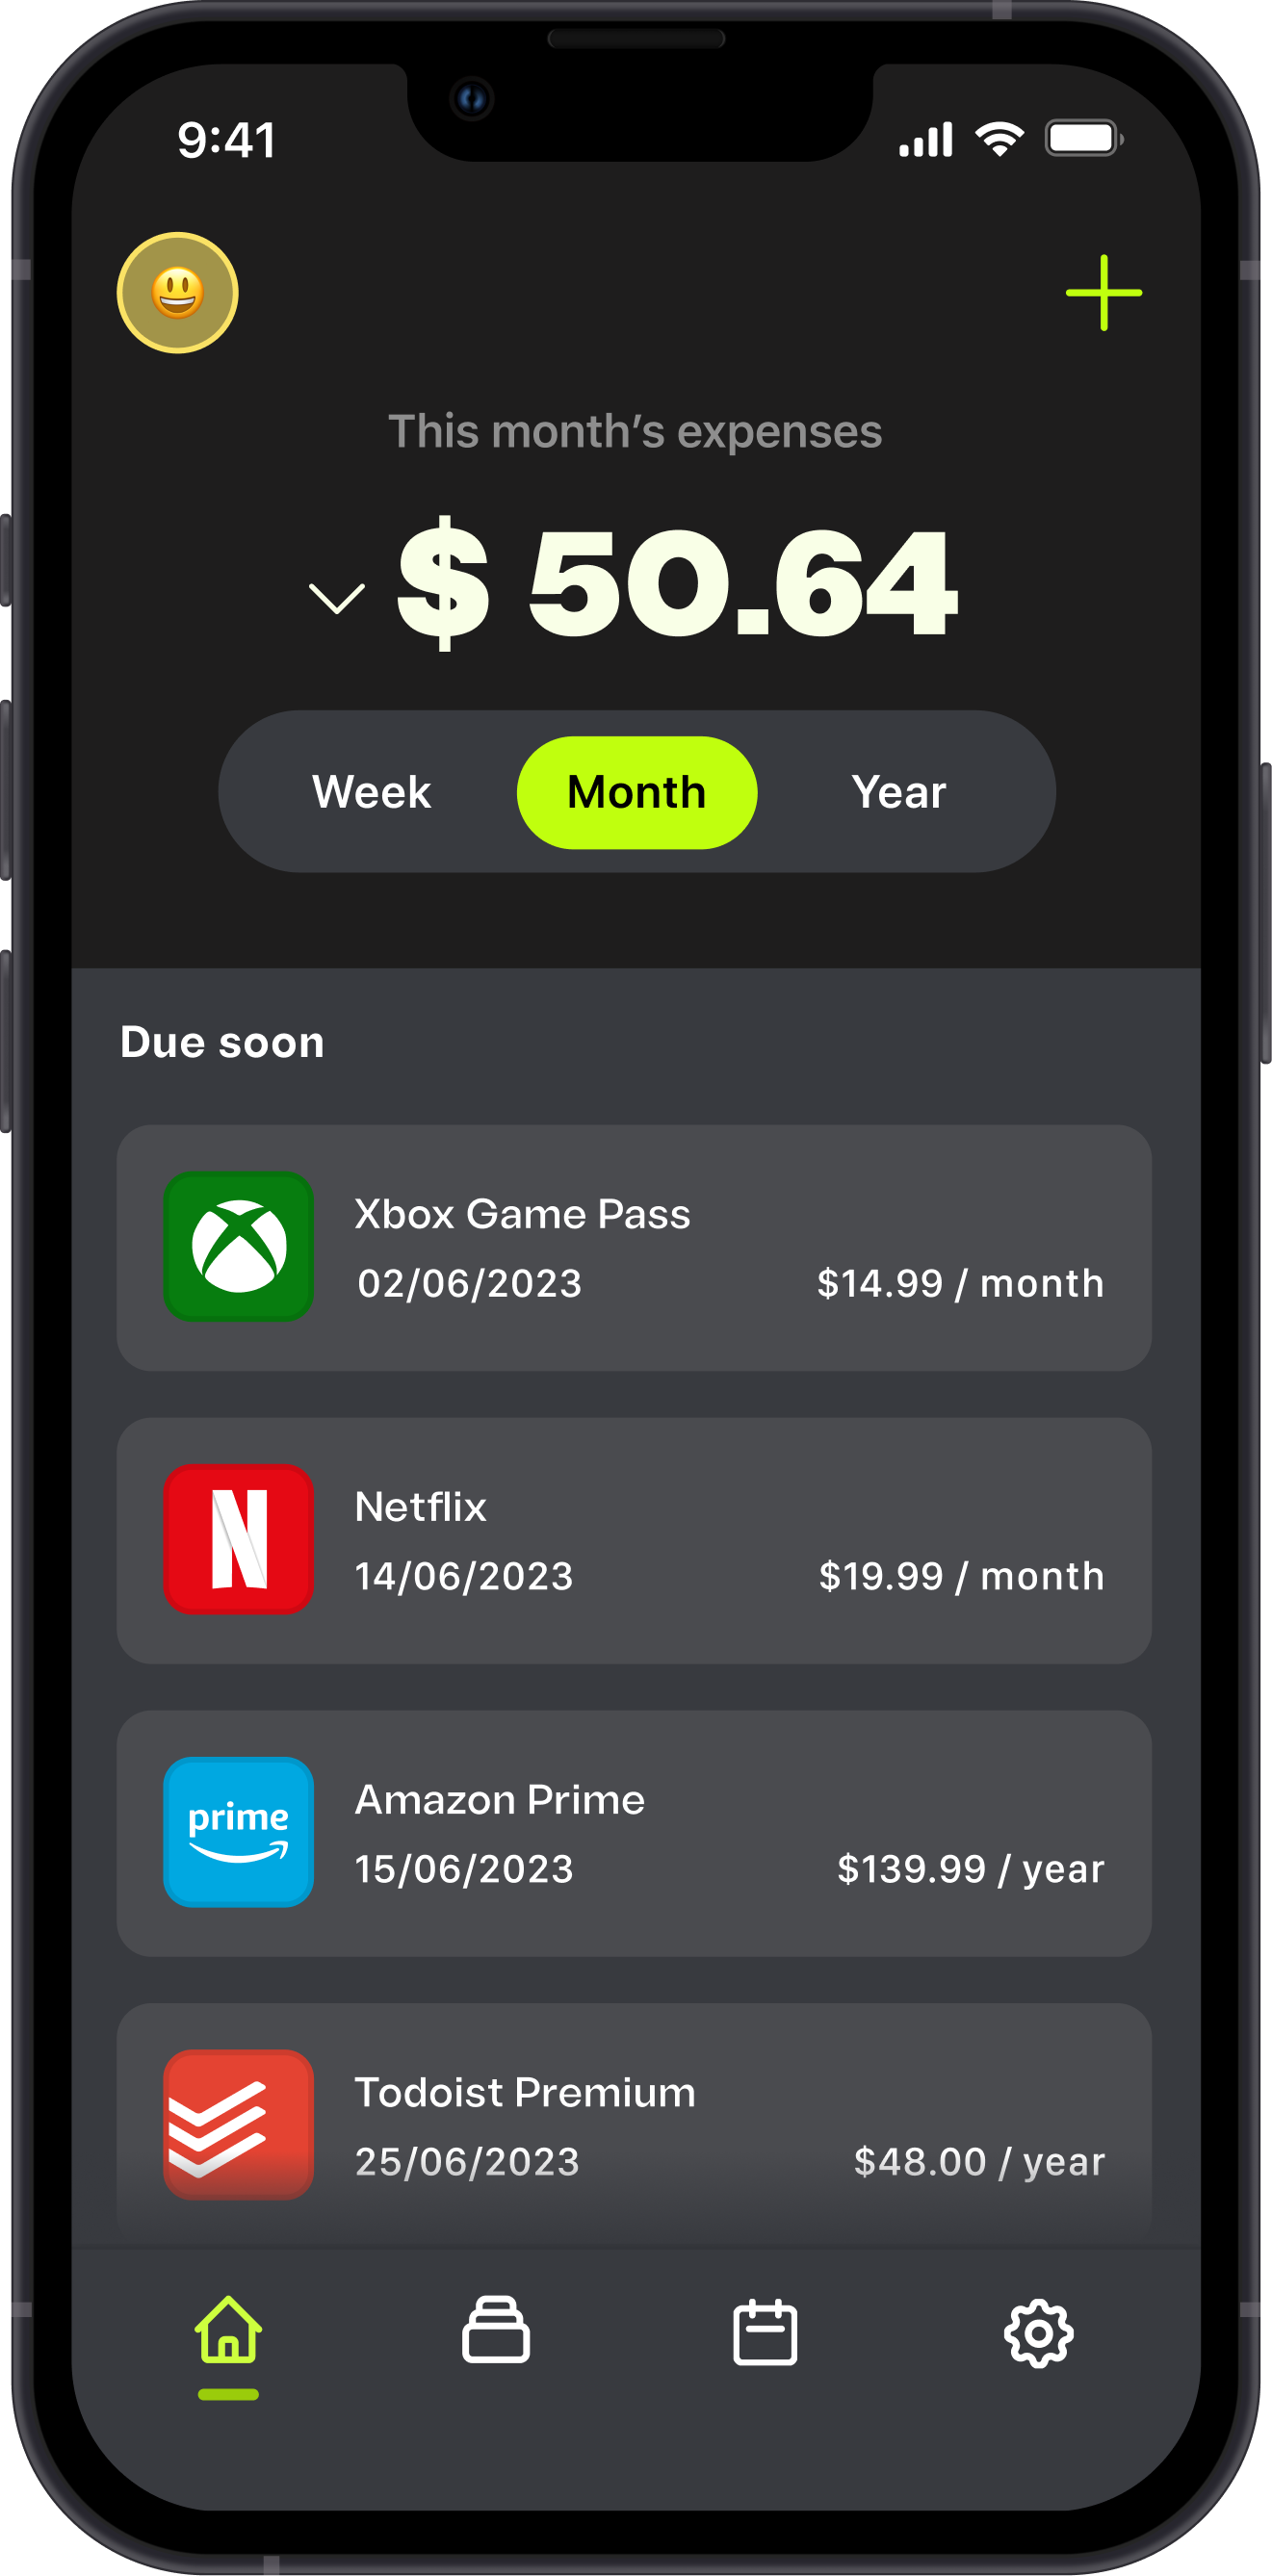 9:41
This month’s expenses
$ 50.64
Week Month Year
Due soon
Xbox Game Pass
02/06/2023 $14.99 / month
Netflix
14/06/2023 $19.99 / month
prime
Amazon Prime
15/06/2023 $139.99 / year
Todoist Premium
25/06/2023 $48.00 / year